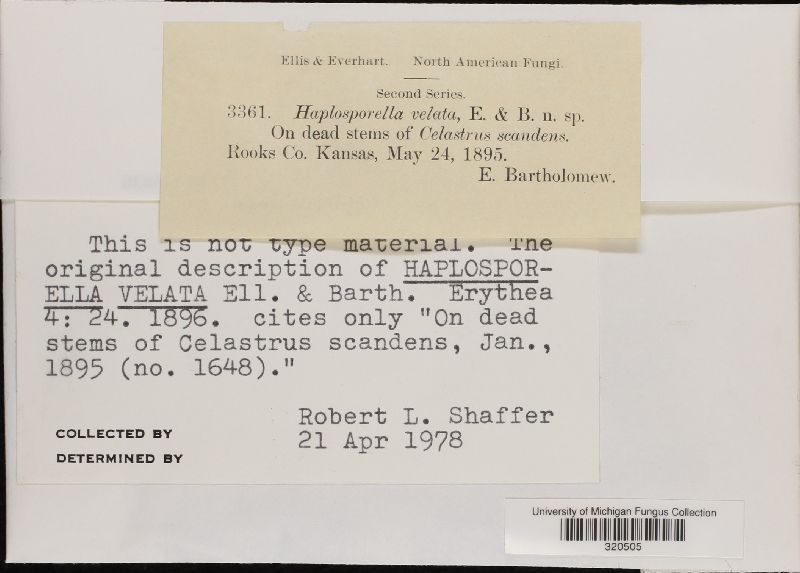 Ellis & Everhart. North American Fungi.
Second Series.
3361. Haplosporella velata, E. & B. n. sp.
On dead stems of Celastrus scandens.
Rooks Co. Kansas, May 24, 1895.
E. Bartholomew.
This is not type material. The
original description of HAPLOSPOR-
ELLA VELATA Ell. & Barth. Erythea
4: 24. 1896. cites only "On dead
stems of Celastrus scandens, Jan.,
1895 (no. 1648)."
Robert L. Shaffer
21 Apr 1978
COLLECTED BY
DETERMINED BY
University of Michigan Fungus Collection
320505